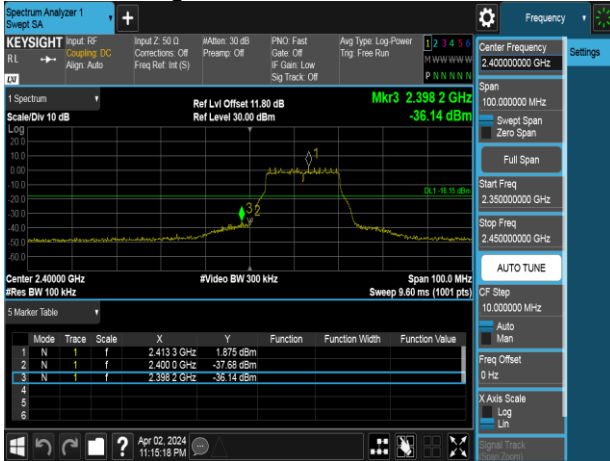 Spectrum Analyzer 1
Swept SA
+
Frequency
KEYSIGHT
RL
LXI
Input: RF
Coupling: DC
Align: Auto
Input Z: 50 Ω
Corrections: Off
Freq Ref: Int (S)
#Atten: 30 dB
Preamp: Off
PNO: Fast
Gate: Off
IF Gain: Low
Sig Track: Off
Avg Type: Log-Power
Trig: Free Run
1 2 3 4 5 6
M W W W W W
P N N N N N
1 Spectrum
Scale/Div 10 dB
Ref Lvl Offset 11.80 dB
Ref Level 30.00 dBm
Mkr3 2.398 2 GHz
-36.14 dBm
Log
20.0
10.0
0.00
-10.0
-20.0
-30.0
-40.0
-50.0
-60.0
1
DL1 -18.15 dBm
3 2
Center 2.40000 GHz
#Res BW 100 kHz
#Video BW 300 kHz
Span 100.0 MHz
Sweep 9.60 ms (1001 pts)
5 Marker Table
Mode Trace Scale X Y Function Function Width Function Value
1 N 1 f 2.413 3 GHz 1.875 dBm
2 N 1 f 2.400 0 GHz -37.68 dBm
3 N 1 f 2.398 2 GHz -36.14 dBm
4
5
6
Apr 02, 2024
11:15:18 PM
?
Center Frequency
2.400000000 GHz
Settings
Span
100.000000 MHz
Swept Span
Zero Span
Full Span
Start Freq
2.350000000 GHz
Stop Freq
2.450000000 GHz
AUTO TUNE
CF Step
10.000000 MHz
Auto
Man
Freq Offset
0 Hz
X Axis Scale
Log
Lin
Signal Track
(Span Zoom)